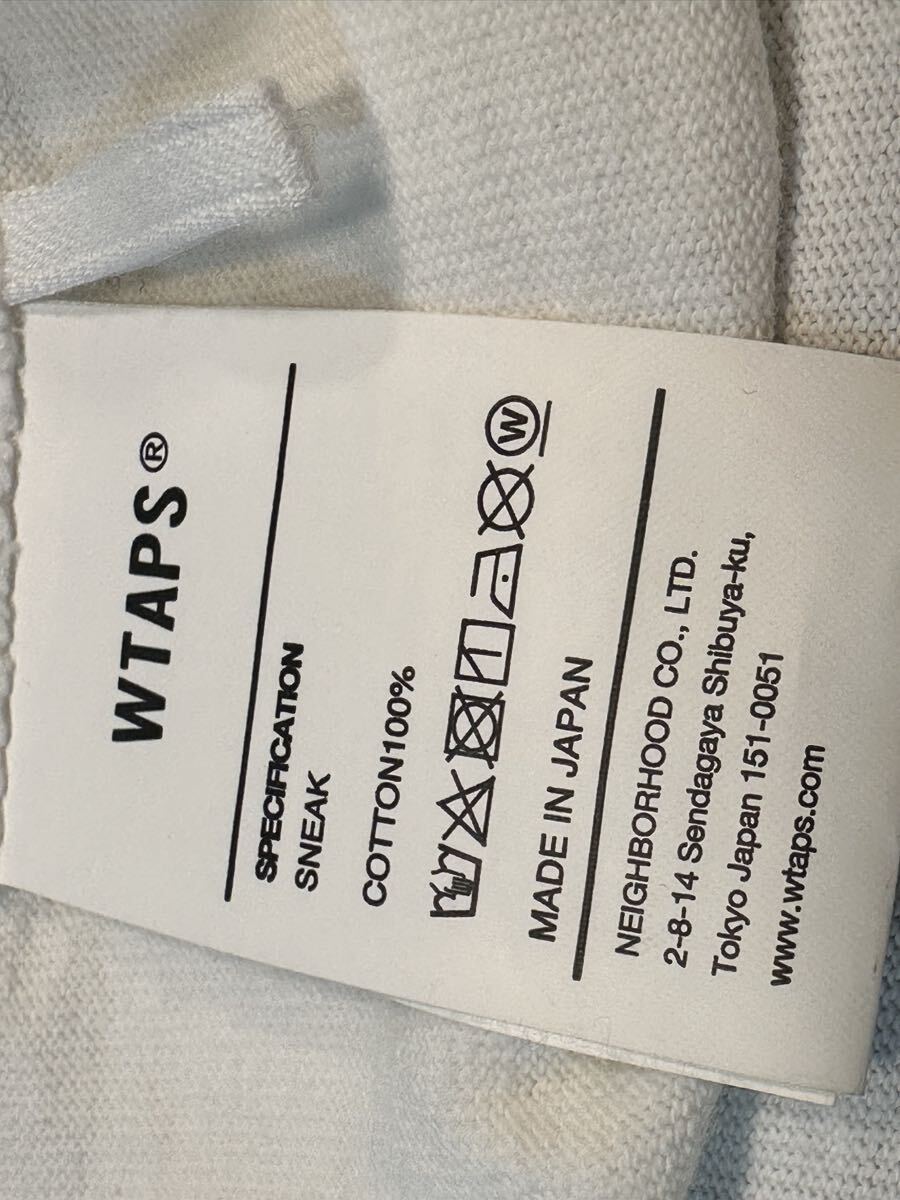 WTAPS®
SPECIFICATION
SNEAK
COTTON100%
W
MADE IN JAPAN
NEIGHBORHOOD CO., LTD.
2-8-14 Sendagaya Shibuya-ku,
Tokyo Japan 151-0051
www.wtaps.com